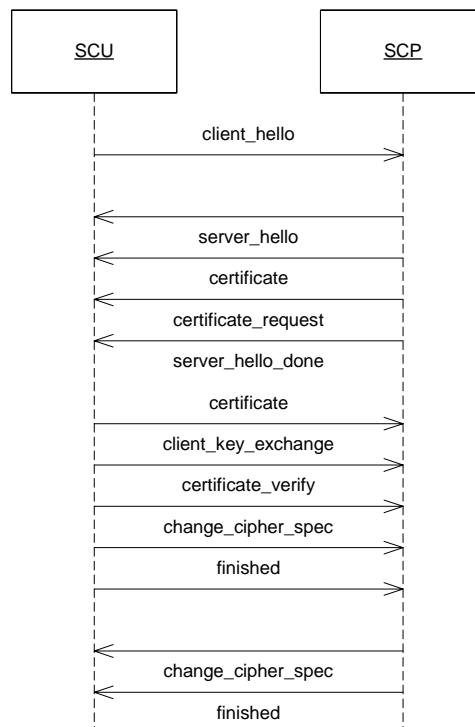 SCU
SCP
client_hello
server_hello
certificate
certificate_request
server_hello_done
certificate
client_key_exchange
certificate_verify
change_cipher_spec
finished
change_cipher_spec
finished